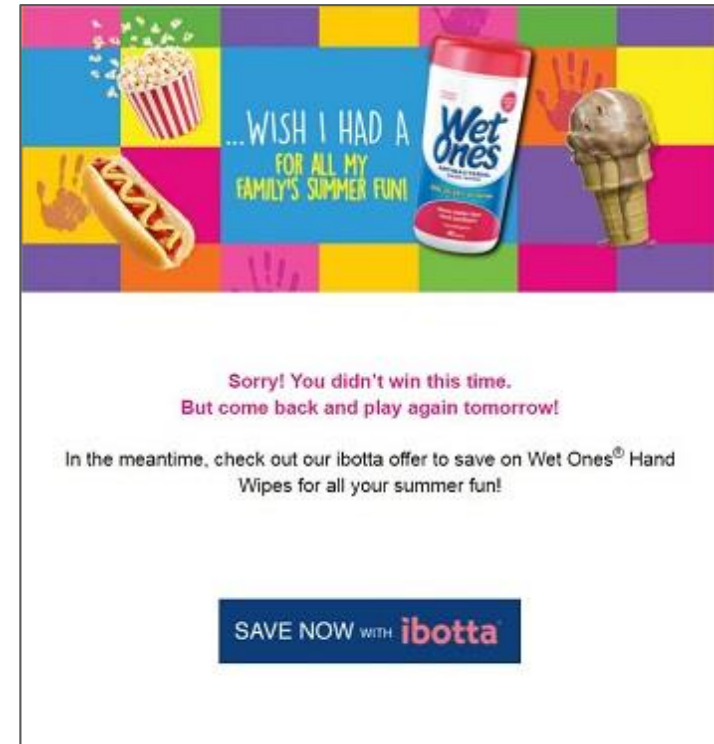 ...WISH I HAD A
FOR ALL MY
FAMILY'S SUMMER FUN!
Wet
Ones
ANTIBACTERIAL
Sorry! You didn't win this time.
But come back and play again tomorrow!
In the meantime, check out our ibotta offer to save on Wet Ones® Hand
Wipes for all your summer fun!
SAVE NOW WITH ibotta